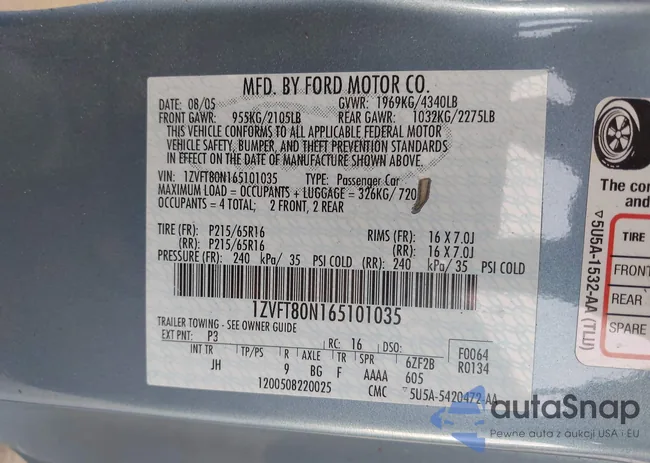 MFD. BY FORD MOTOR CO.
DATE: 08/05 GVWR: 1969KG/4340LB
FRONT GAWR: 955KG/2105LB REAR GAWR: 1032KG/2275LB
THIS VEHICLE CONFORMS TO ALL APPLICABLE FEDERAL MOTOR
VEHICLE SAFETY, BUMPER, AND THEFT PREVENTION STANDARDS
IN EFFECT ON THE DATE OF MANUFACTURE SHOWN ABOVE.
VIN: 1ZVFT80N165101035 TYPE: Passenger Car
MAXIMUM LOAD = OCCUPANTS + LUGGAGE = 326KG/ 720
OCCUPANTS = 4 TOTAL; 2 FRONT, 2 REAR
TIRE (FR): P215/65R16 RIMS (FR): 16 X 7.0J
(RR): P215/65R16 (RR): 16 X 7.0J
PRESSURE (FR): 240 kPa/ 35 PSI COLD (RR): 240 kPa/ 35 PSI COLD
1ZVFT80N165101035
TRAILER TOWING - SEE OWNER GUIDE
EXT PNT: P3 RC: 16 DSO: F0064
INT TR TP/PS R AXLE TR SPR 6ZF2B R0134
JH 9 BG F AAAA 605
1200508220025 CMC ▽5U5A-5420472-AA
The co
▽5U5A-1532-AA (TLU)
TIRE
FRONT
REAR
SPARE
autaSnap
Pewne auta z aukcji USA i EU